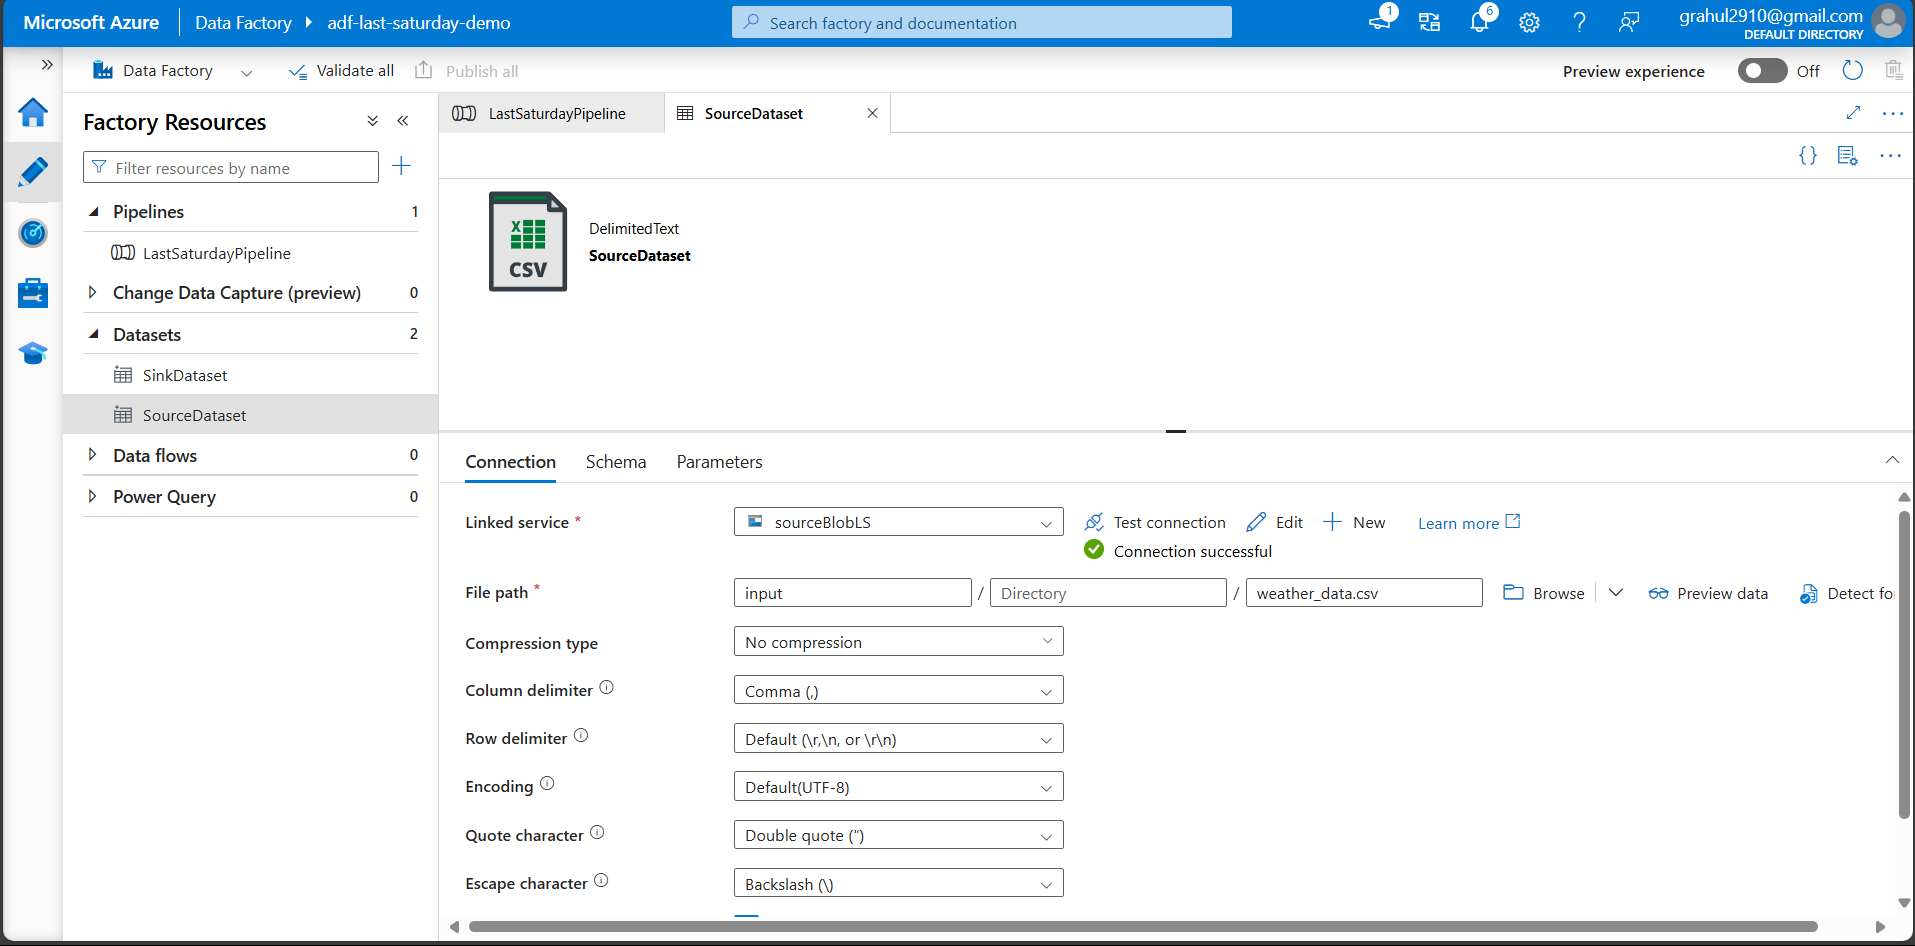 Microsoft Azure
Data Factory
adf-last-saturday-demo
Search factory and documentation
1
6
grahul2910@gmail.com
DEFAULT DIRECTORY
Data Factory
Validate all
Publish all
Preview experience
Off
Factory Resources
Filter resources by name
Pipelines 1
LastSaturdayPipeline
Change Data Capture (preview) 0
Datasets 2
SinkDataset
SourceDataset
Data flows 0
Power Query 0
LastSaturdayPipeline
SourceDataset
{}
X
CSV
DelimitedText
SourceDataset
Connection
Schema
Parameters
Linked service * sourceBlobLS Test connection Edit New Learn more
Connection successful
File path * input / Directory / weather_data.csv Browse Preview data Detect fo
Compression type No compression
Column delimiter Comma (,)
Row delimiter Default (\r,\n, or \r\n)
Encoding Default(UTF-8)
Quote character Double quote (")
Escape character Backslash (\)